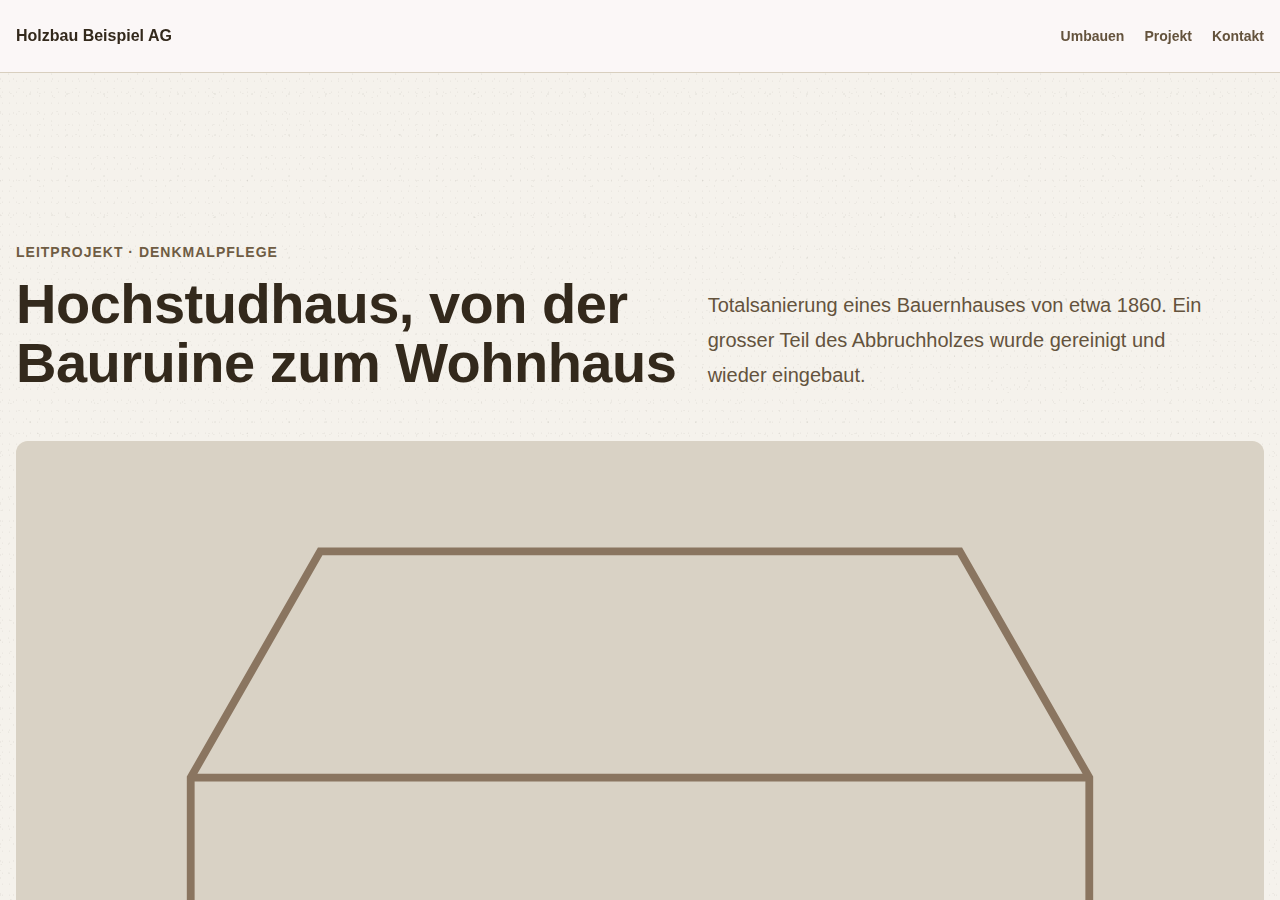 Holzbau Beispiel AG
Umbauen Projekt Kontakt
LEITPROJEKT · DENKMALPFLEGE
Hochstudhaus, von der
Bauruine zum Wohnhaus
Totalsanierung eines Bauernhauses von etwa 1860. Ein
grosser Teil des Abbruchholzes wurde gereinigt und
wieder eingebaut.